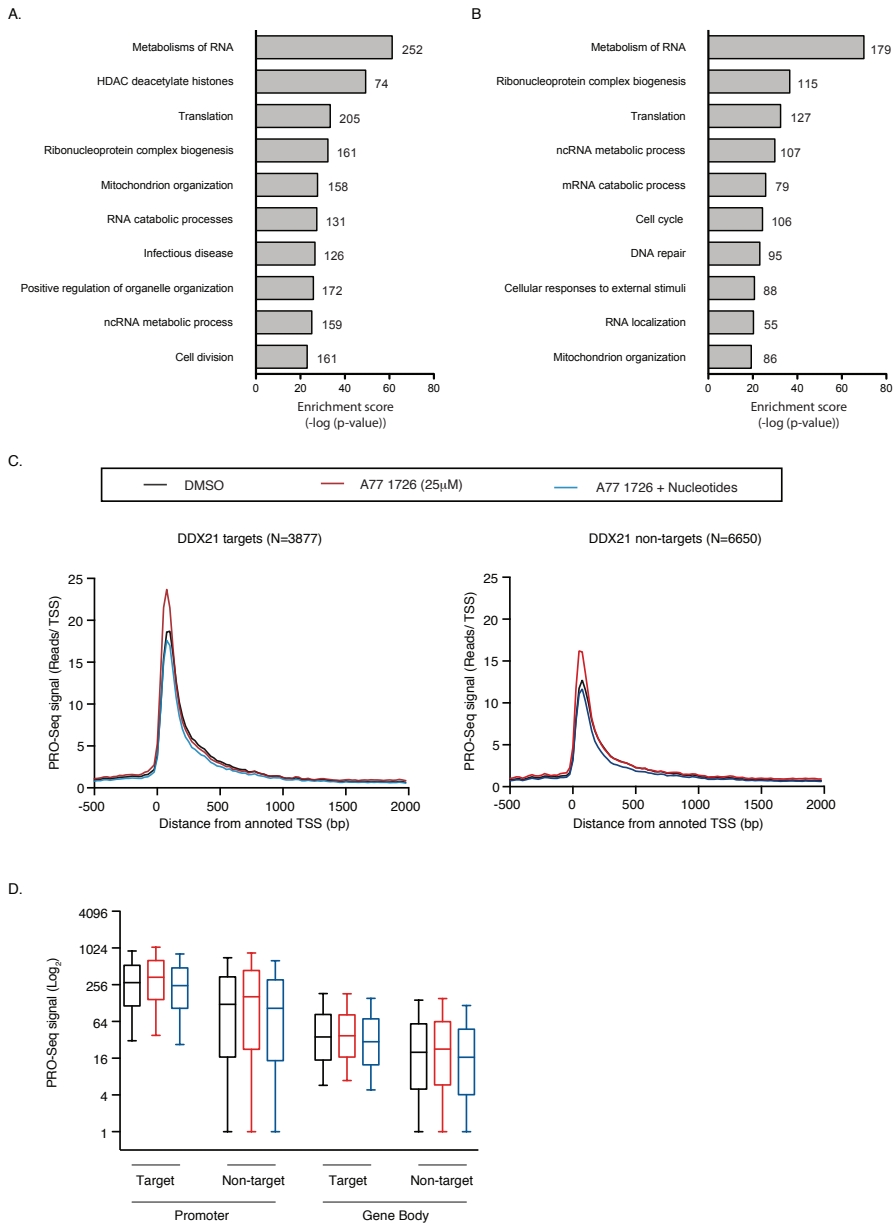 A.
Metabolisms of RNA 252
HDAC deacetylate histones 74
Translation 205
Ribonucleoprotein complex biogenesis 161
Mitochondrion organization 158
RNA catabolic processes 131
Infectious disease 126
Positive regulation of organelle organization 172
ncRNA metabolic process 159
Cell division 161
0 20 40 60 80
Enrichment score
(-log (p-value))
B.
Metabolism of RNA 179
Ribonucleoprotein complex biogenesis 115
Translation 127
ncRNA metabolic process 107
mRNA catabolic process 79
Cell cycle 106
DNA repair 95
Cellular responses to external stimuli 88
RNA localization 55
Mitochondrion organization 86
0 20 40 60 80
Enrichment score
(-log (p-value))
C.
DMSO A77 1726 (25μM) A77 1726 + Nucleotides
DDX21 targets (N=3877)
PRO-Seq signal (Reads/ TSS)
25
20
15
10
5
0
-500 0 500 1000 1500 2000
Distance from annoted TSS (bp)
DDX21 non-targets (N=6650)
PRO-Seq signal (Reads/ TSS)
25
20
15
10
5
0
-500 0 500 1000 1500 2000
Distance from annoted TSS (bp)
D.
PRO-Seq signal (Log2)
4096
1024
256
64
16
4
1
Target Non-target Target Non-target
Promoter Gene Body